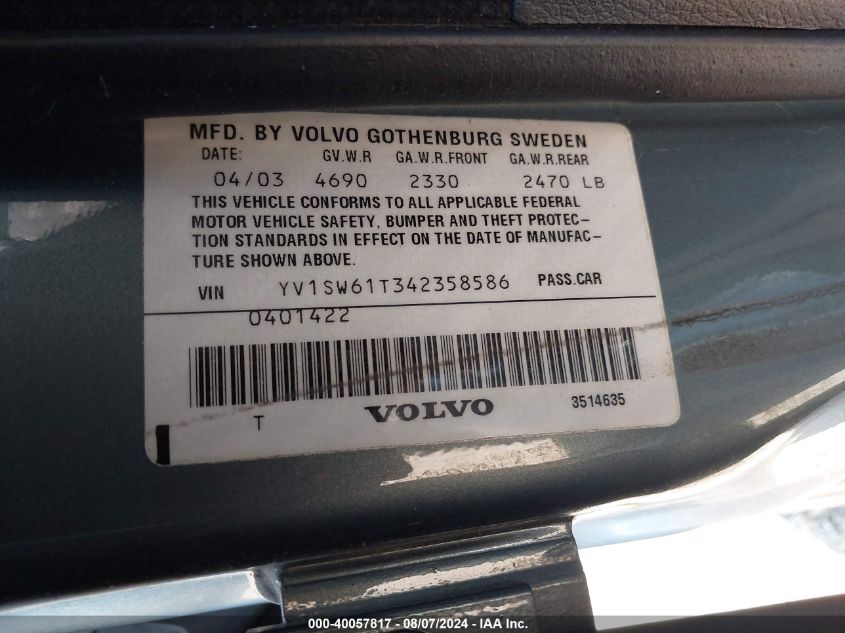 MFD. BY VOLVO GOTHENBURG SWEDEN
DATE: GV.W.R GA.W.R.FRONT GA.W.R.REAR
04/03 4690 2330 2470 LB
THIS VEHICLE CONFORMS TO ALL APPLICABLE FEDERAL
MOTOR VEHICLE SAFETY, BUMPER AND THEFT PROTEC-
TION STANDARDS IN EFFECT ON THE DATE OF MANUFAC-
TURE SHOWN ABOVE.
VIN YV1SW61T342358586 PASS.CAR
0401422
T VOLVO 3514635
000-40057817 - 08/07/2024 - IAA Inc.